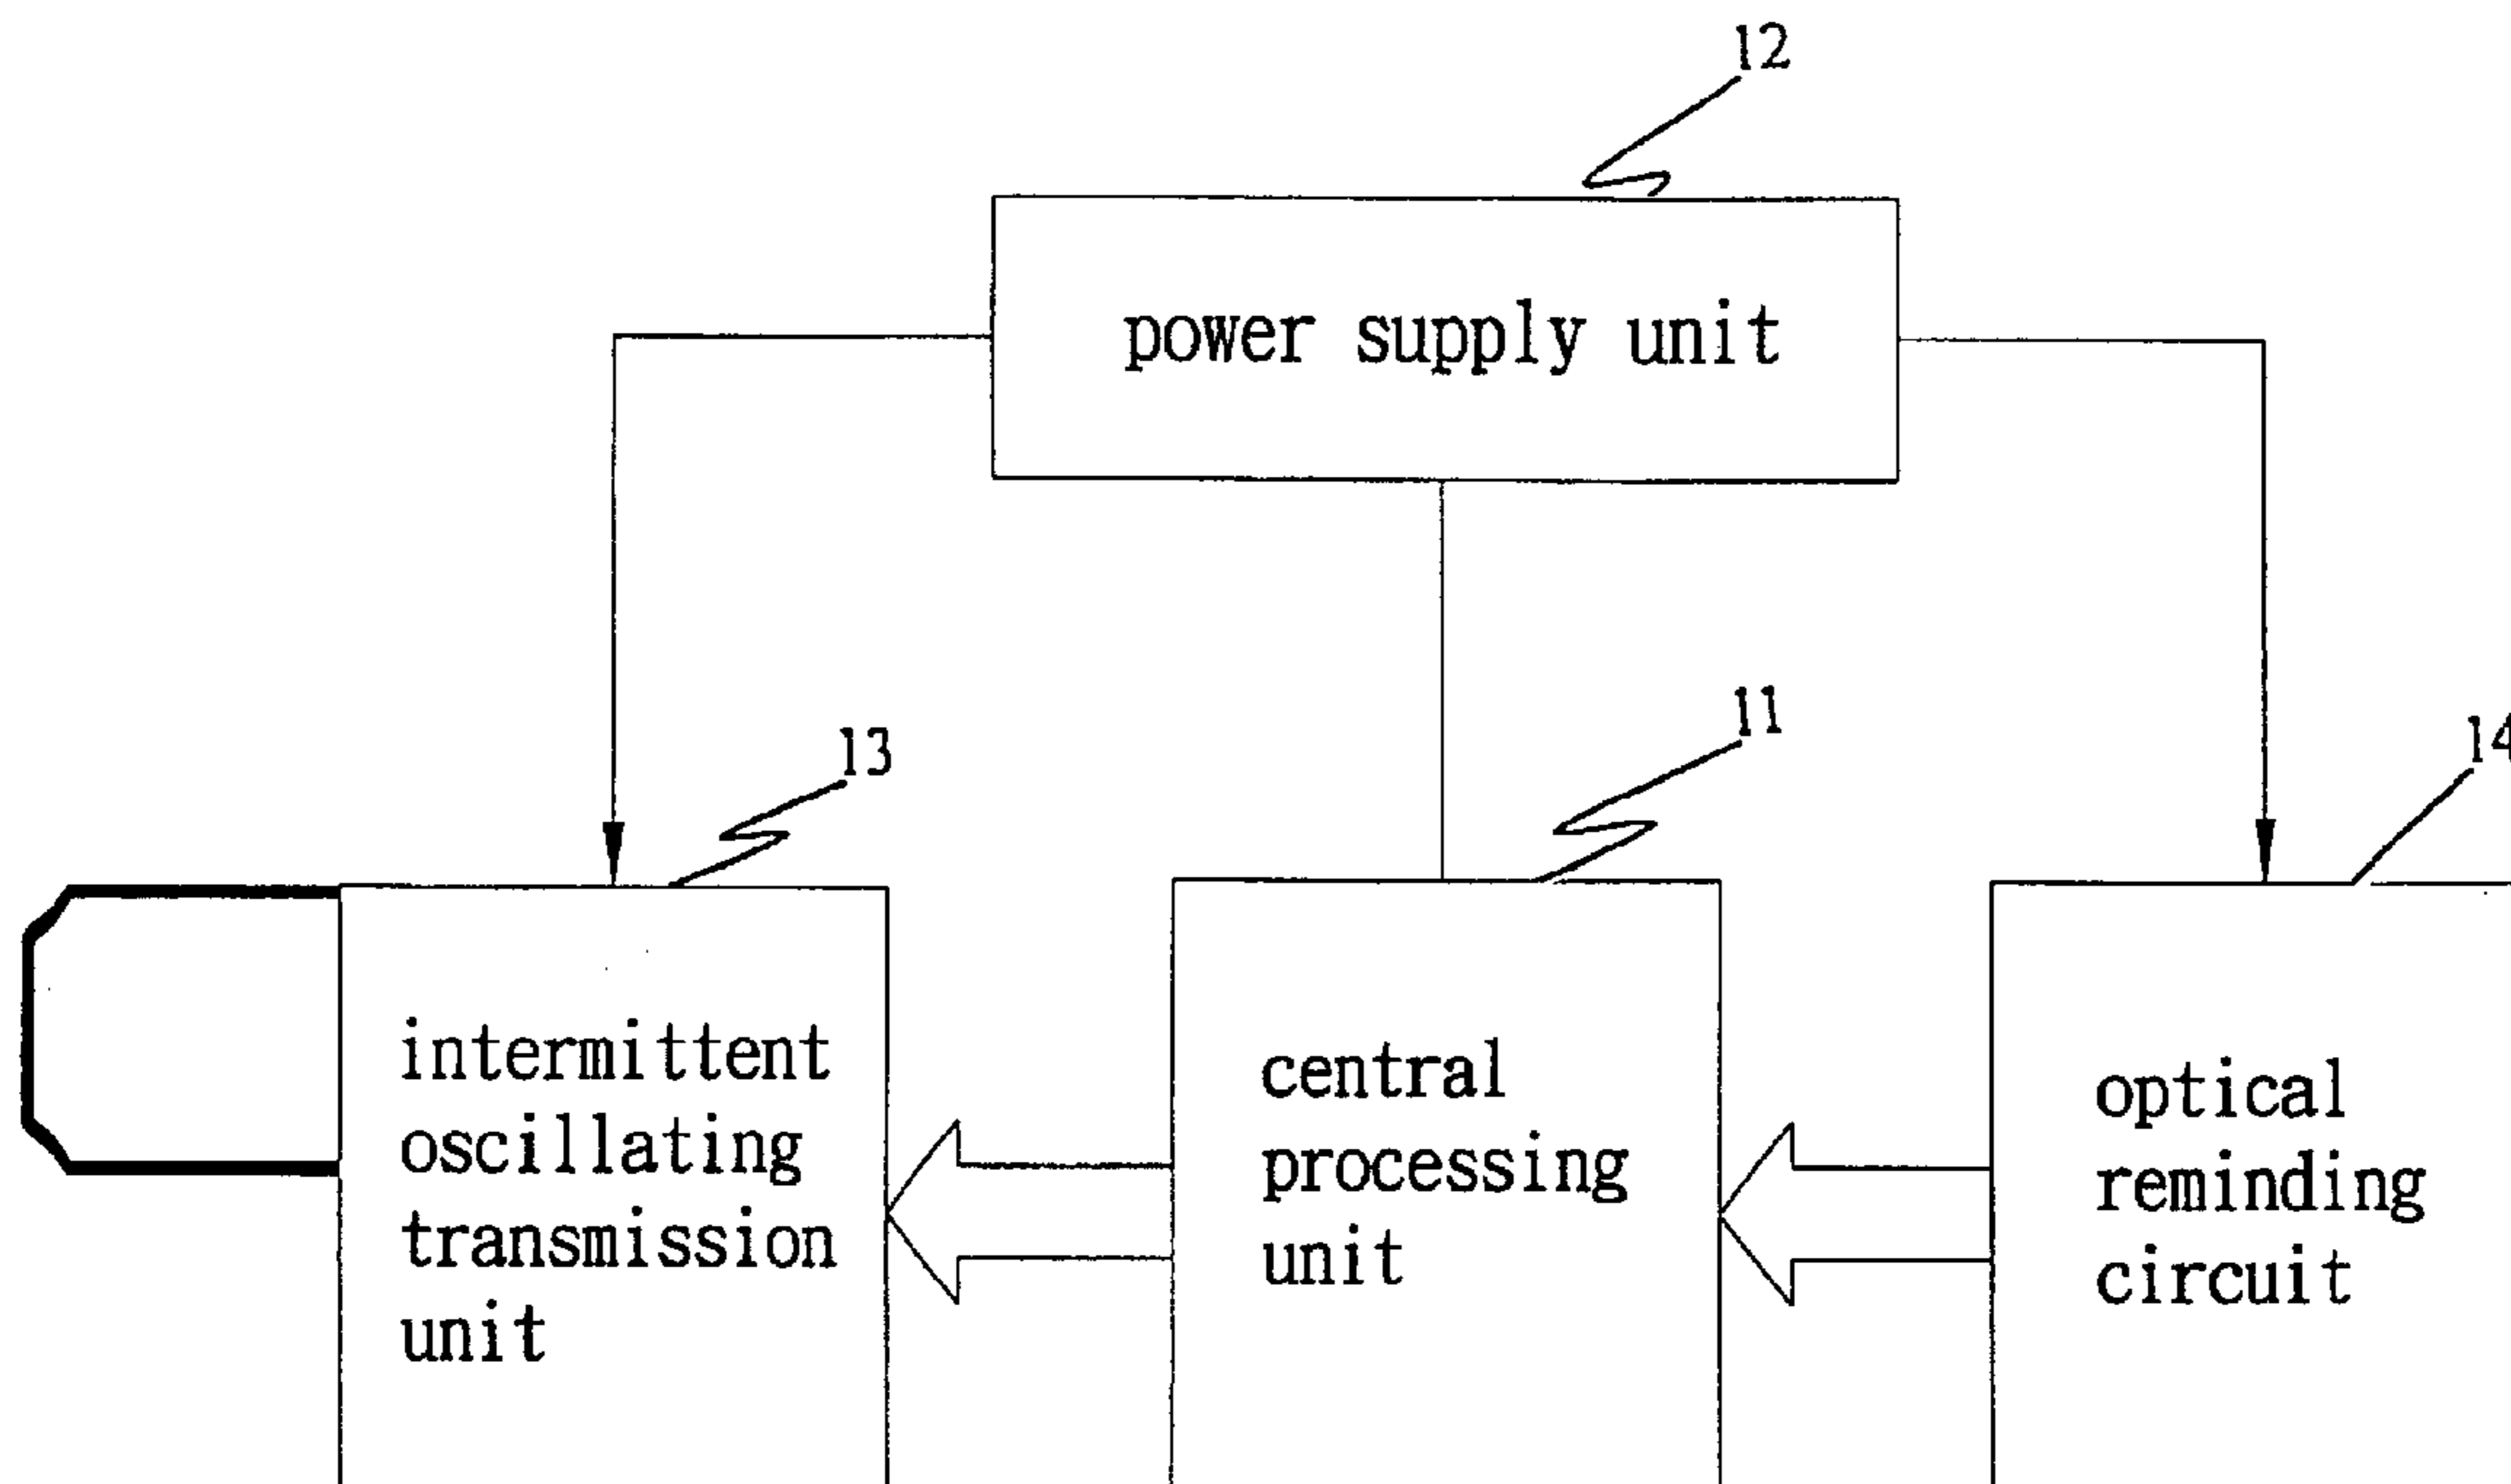 12
power supply unit
11
13
14
intermittent
oscillating
transmission
unit
central
processing
unit
optical
reminding
circuit